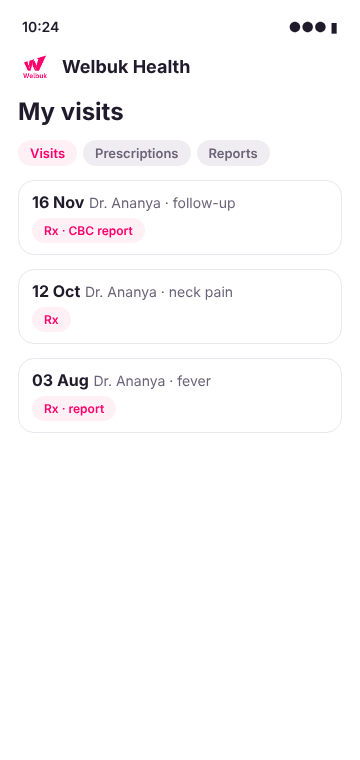 10:24
Welbuk
Welbuk Health
My visits
Visits Prescriptions Reports
16 Nov Dr. Ananya · follow-up
Rx · CBC report
12 Oct Dr. Ananya · neck pain
Rx
03 Aug Dr. Ananya · fever
Rx · report